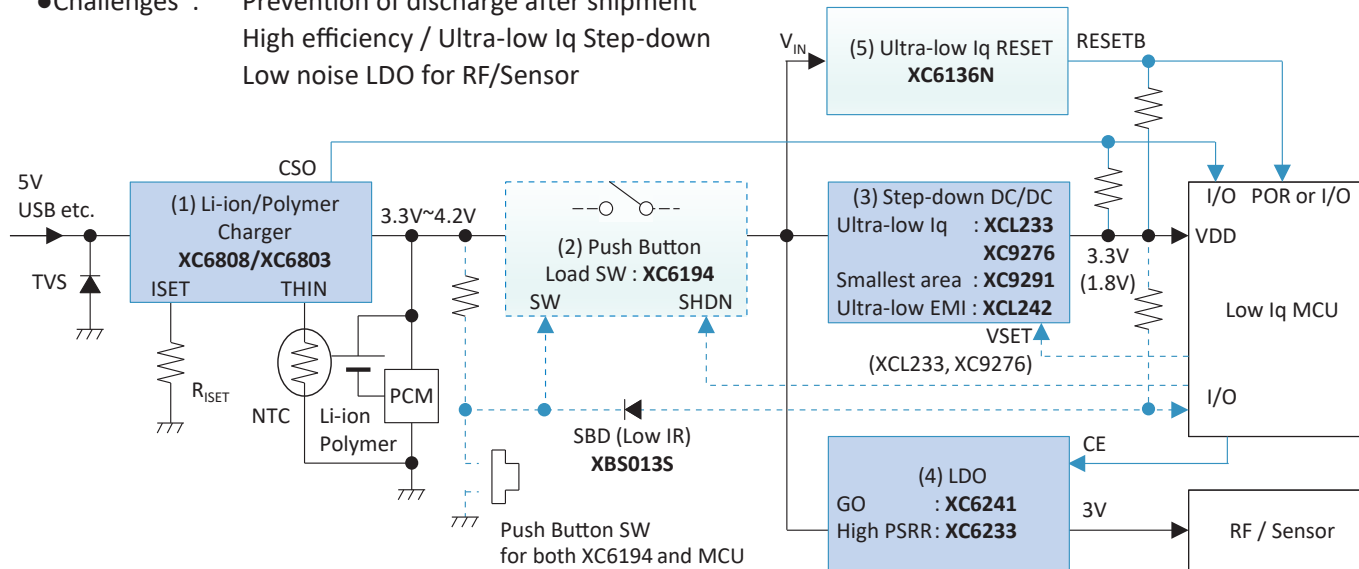 ●Challenges : Prevention of discharge after shipment
High efficiency / Ultra-low Iq Step-down
Low noise LDO for RF/Sensor
VIN
(5) Ultra-low Iq RESET
XC6136N
RESETB
CSO
5V
USB etc.
(1) Li-ion/Polymer
Charger
XC6808/XC6803
ISET
THIN
TVS
RISET
NTC
Li-ion
Polymer
PCM
3.3V~4.2V
(2) Push Button
Load SW : XC6194
SW
SHDN
(3) Step-down DC/DC
Ultra-low Iq : XCL233
XC9276
Smallest area : XC9291
Ultra-low EMI : XCL242
VSET
(XCL233, XC9276)
3.3V
(1.8V)
I/O
POR or I/O
VDD
Low Iq MCU
I/O
SBD (Low IR)
XBS013S
Push Button SW
for both XC6194 and MCU
CE
(4) LDO
GO : XC6241
High PSRR : XC6233
3V
RF / Sensor